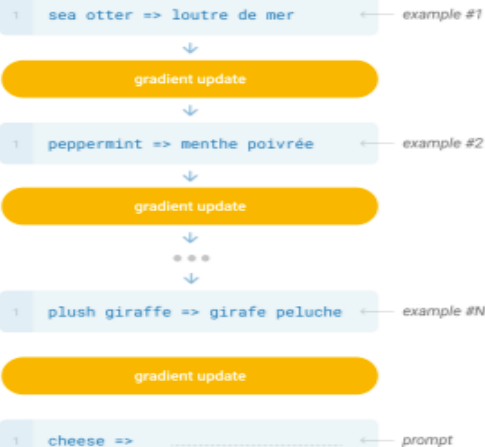 1 sea otter => loutre de mer ← example #1
gradient update
1 peppermint => menthe poivrée ← example #2
gradient update
1 plush giraffe => girafe peluche ← example #N
gradient update
1 cheese => ← prompt